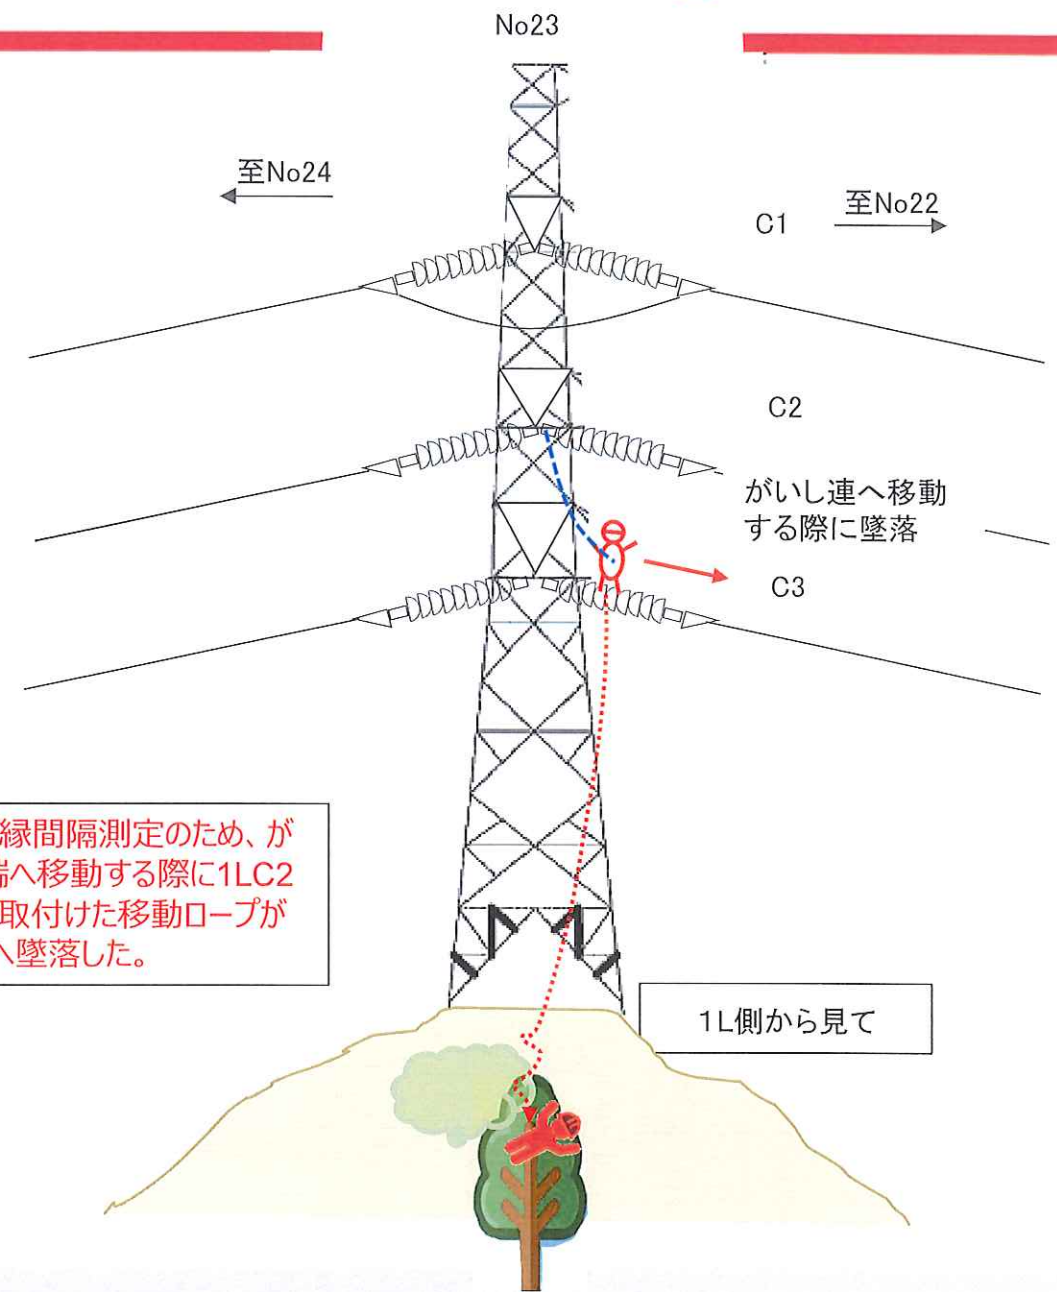 No23
至No24
C1
至No22
C2
がいし連へ移動
する際に墜落
C3
縁間隔測定のため、が
端へ移動する際に1LC2
取付けた移動ロープが
へ墜落した。
1L側から見て